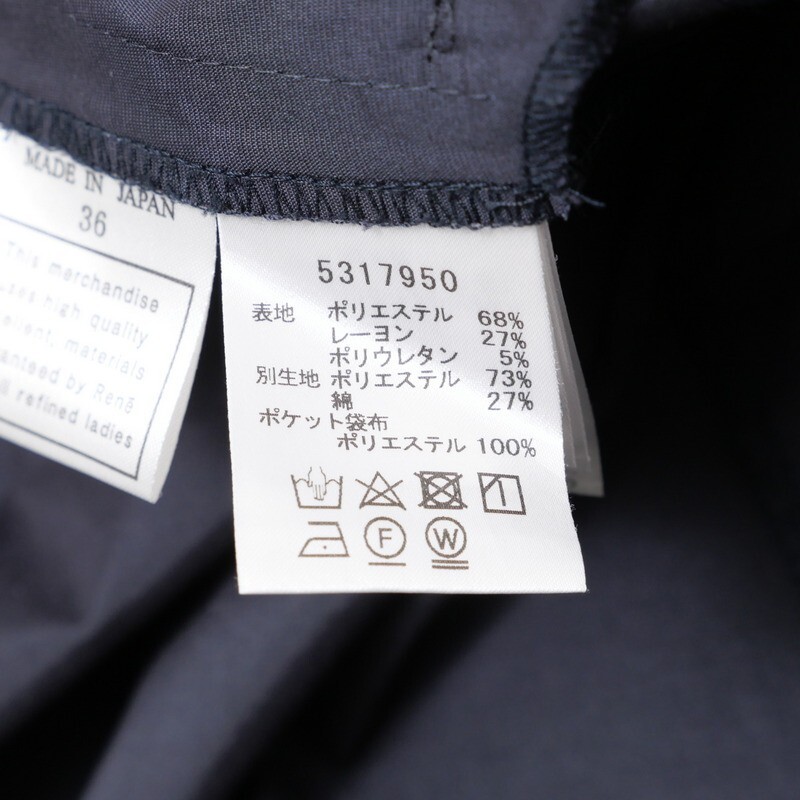 MADE IN JAPAN
36
This merchandise
uses high quality
materials
by René
refined ladies
5317950
表地 ポリエステル 68%
レーヨン 27%
ポリウレタン 5%
別生地 ポリエステル 73%
綿 27%
ポケット袋布
ポリエステル 100%
F W